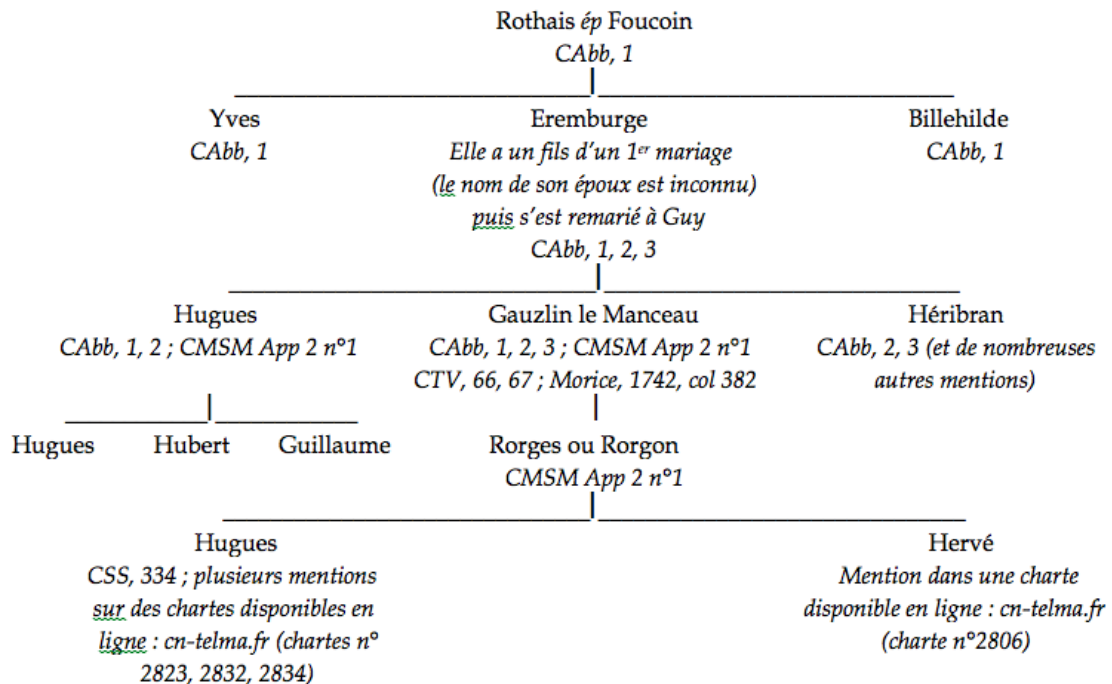 Rothais ép Foucoin
CAbb, 1
Yves
CAbb, 1
Eremburge
Elle a un fils d'un 1er mariage
(le nom de son époux est inconnu)
puis s'est remarié à Guy
CAbb, 1, 2, 3
Billehilde
CAbb, 1
Hugues
CAbb, 1, 2 ; CMSM App 2 n°1
Gauzlin le Manceau
CAbb, 1, 2, 3 ; CMSM App 2 n°1
CTV, 66, 67 ; Morice, 1742, col 382
Héribran
CAbb, 2, 3 (et de nombreuses
autres mentions)
Hugues Hubert Guillaume
Rorges ou Rorgon
CMSM App 2 n°1
Hugues
CSS, 334 ; plusieurs mentions
sur des chartes disponibles en
ligne : cn-telma.fr (chartes n°
2823, 2832, 2834)
Hervé
Mention dans une charte
disponible en ligne : cn-telma.fr
(charte n°2806)